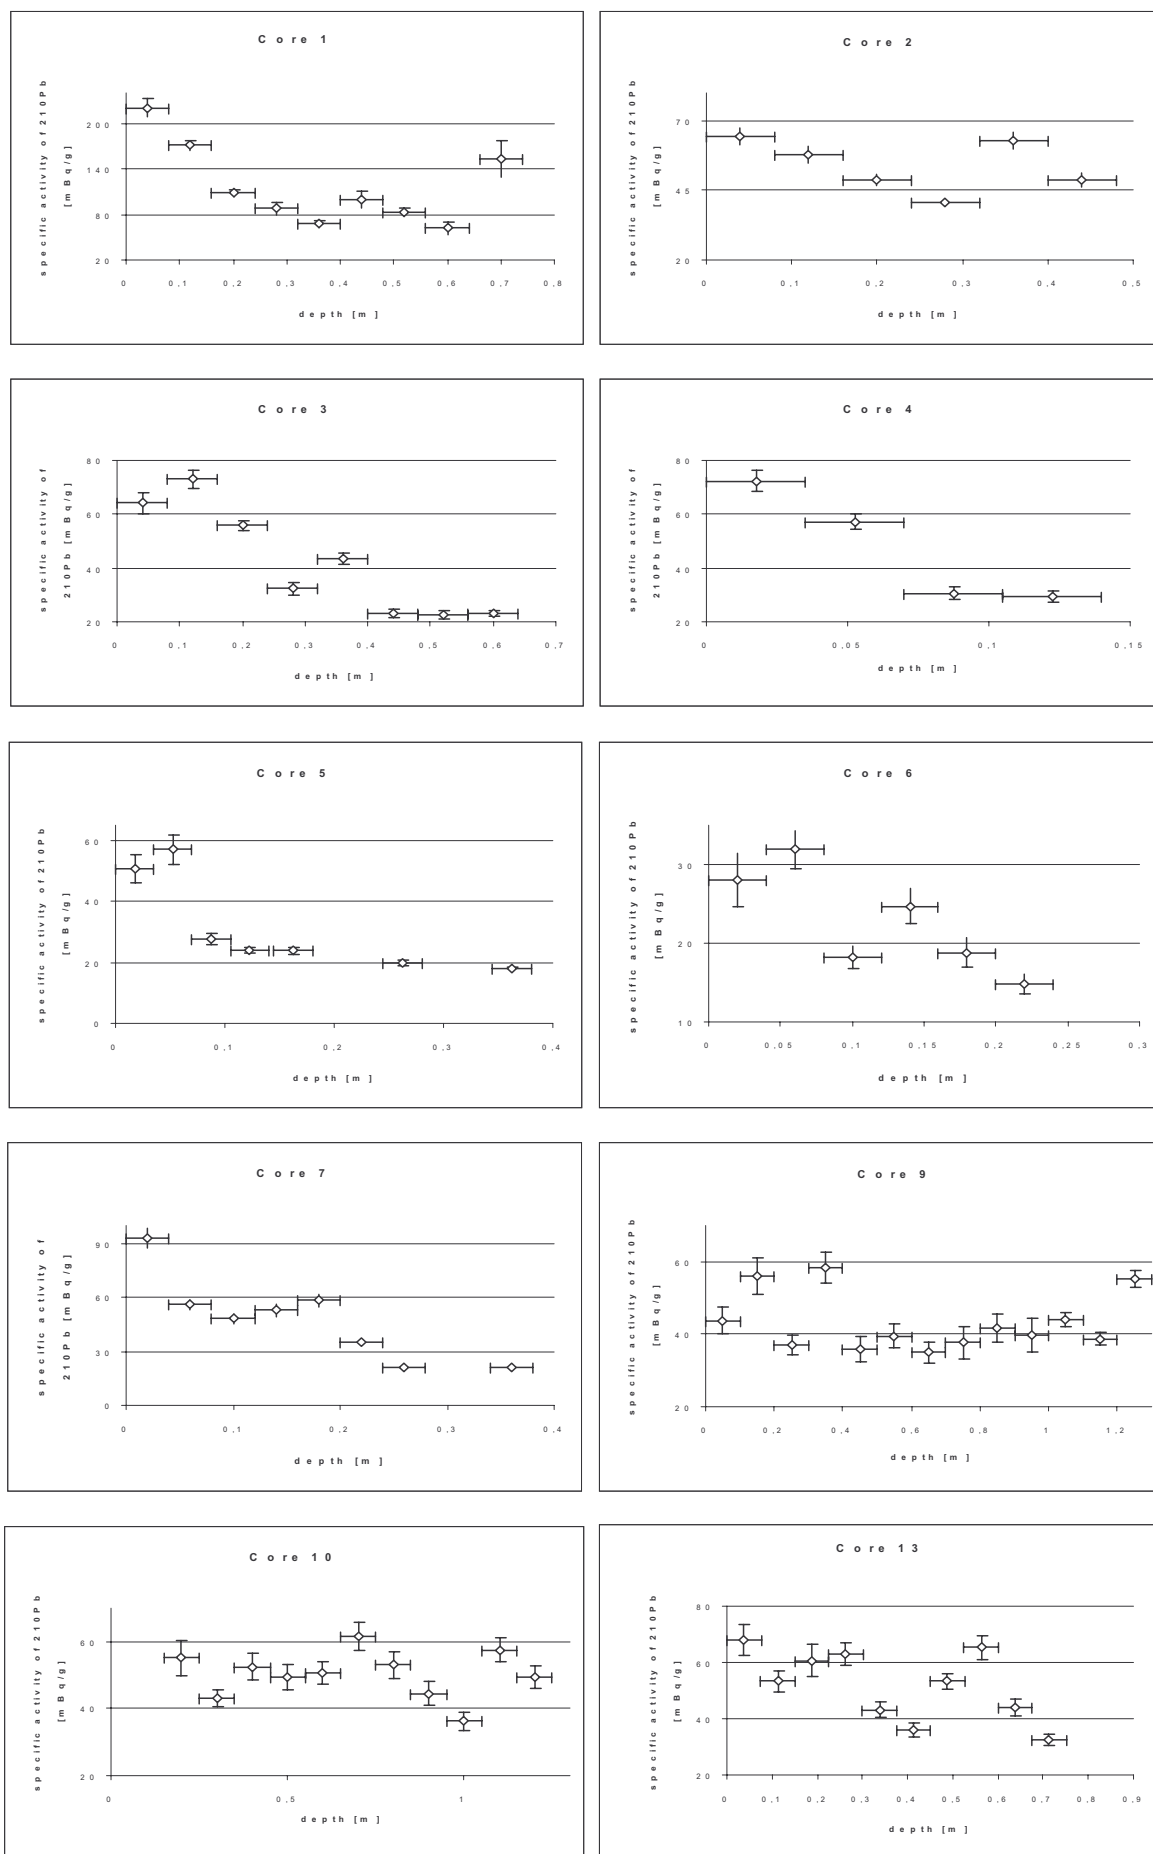 Core 1
specific activity of 210Pb
[mBq/g]
200
140
80
20
0 0,1 0,2 0,3 0,4 0,5 0,6 0,7 0,8
depth [m]
Core 2
specific activity of 210Pb
[mBq/g]
70
45
20
0 0,1 0,2 0,3 0,4 0,5
depth [m]
Core 3
specific activity of
210Pb [mBq/g]
80
60
40
20
0 0,1 0,2 0,3 0,4 0,5 0,6 0,7
depth [m]
Core 4
specific activity of
210Pb [mBq/g]
80
60
40
20
0 0,05 0,1 0,15
depth [m]
Core 5
specific activity of 210Pb
[mBq/g]
60
40
20
0
0 0,1 0,2 0,3 0,4
depth [m]
Core 6
specific activity of 210Pb
[mBq/g]
30
20
10
0 0,05 0,1 0,15 0,2 0,25 0,3
depth [m]
Core 7
specific activity of
210Pb [mBq/g]
90
60
30
0
0 0,1 0,2 0,3 0,4
depth [m]
Core 9
specific activity of 210Pb
[mBq/g]
60
40
20
0 0,2 0,4 0,6 0,8 1 1,2
depth [m]
Core 10
specific activity of 210Pb
[mBq/g]
60
40
20
0 0,5 1
depth [m]
Core 13
specific activity of 210Pb
[mBq/g]
80
60
40
20
0 0,1 0,2 0,3 0,4 0,5 0,6 0,7 0,8 0,9
depth [m]